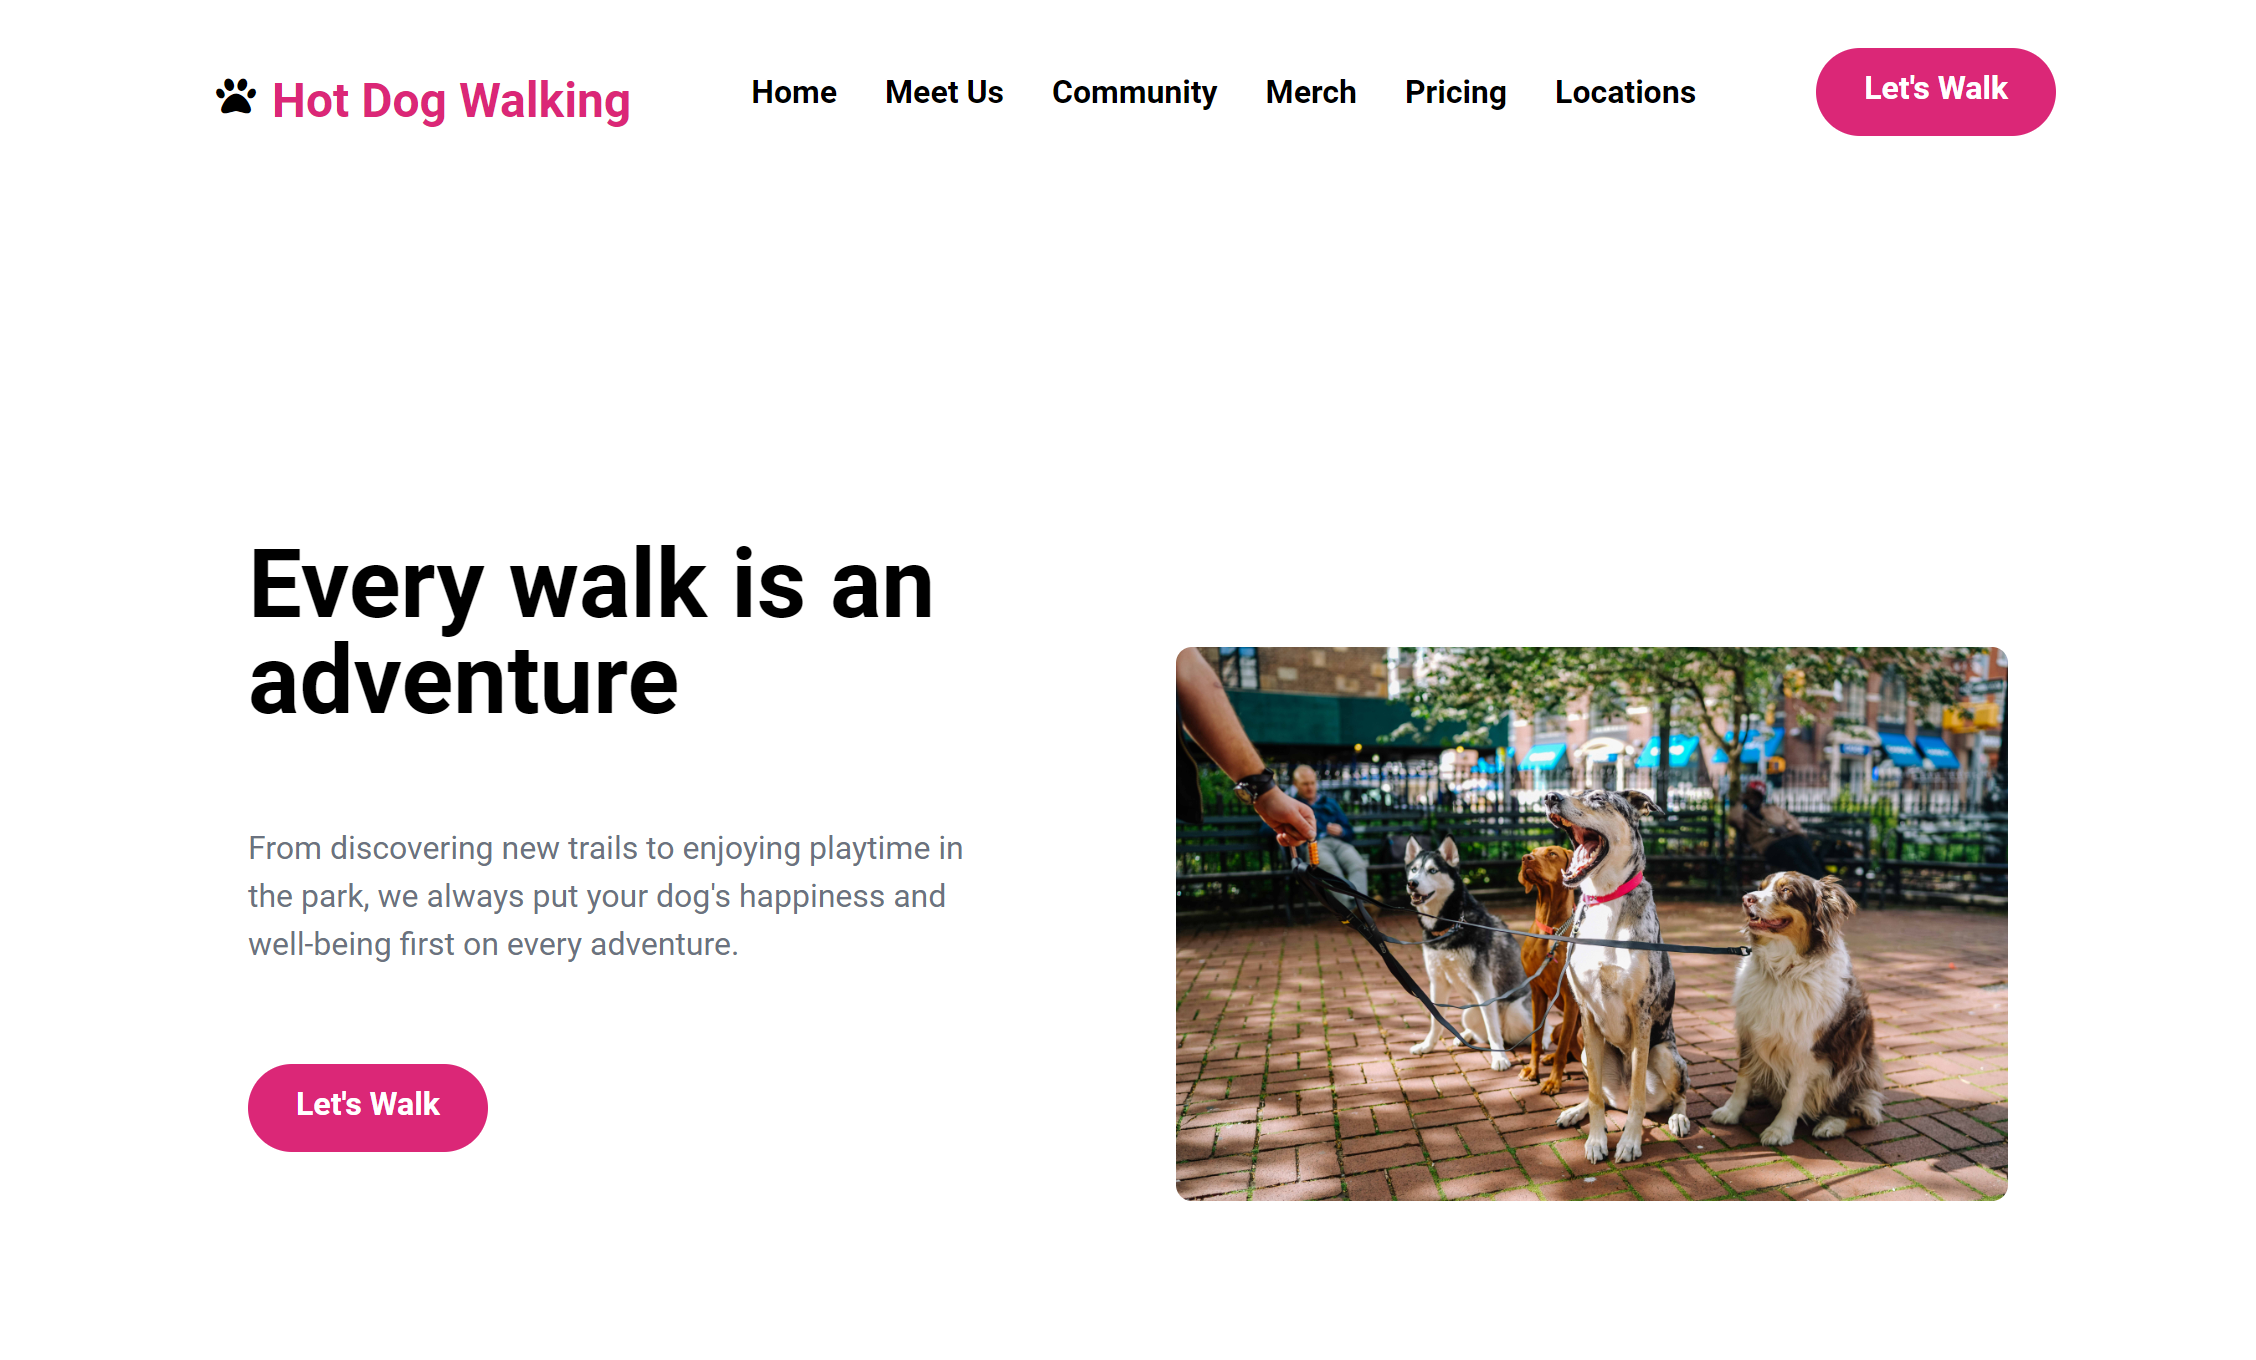 Hot Dog Walking
Home
Meet Us
Community
Merch
Pricing
Locations
Let's Walk
Every walk is an
adventure
From discovering new trails to enjoying playtime in
the park, we always put your dog's happiness and
well-being first on every adventure.
Let's Walk